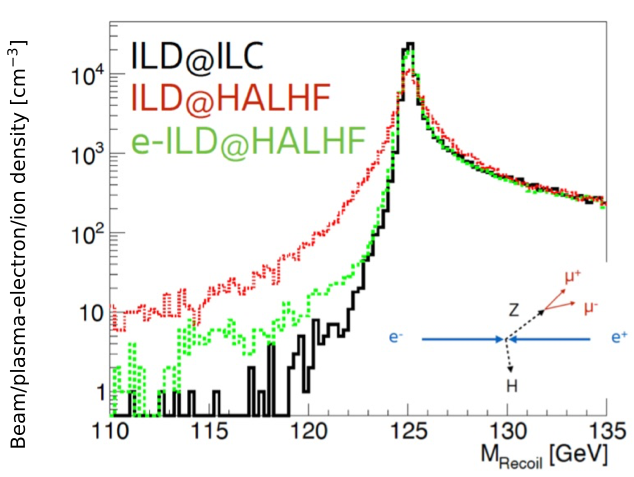 Beam/plasma-electron/ion density [cm⁻³]
ILD@ILC
ILD@HALHF
e-ILD@HALHF
10⁴
10³
10²
10
1
μ⁺
Z
μ⁻
e⁻
e⁺
H
110 115 120 125 130 135
M_Recoil [GeV]